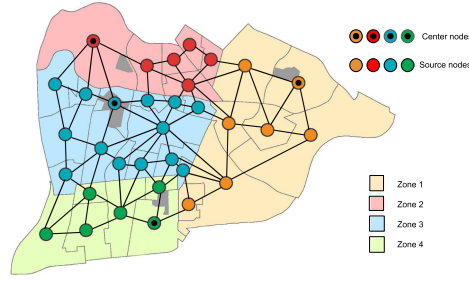 Center nodes
Source nodes
Zone 1
Zone 2
Zone 3
Zone 4